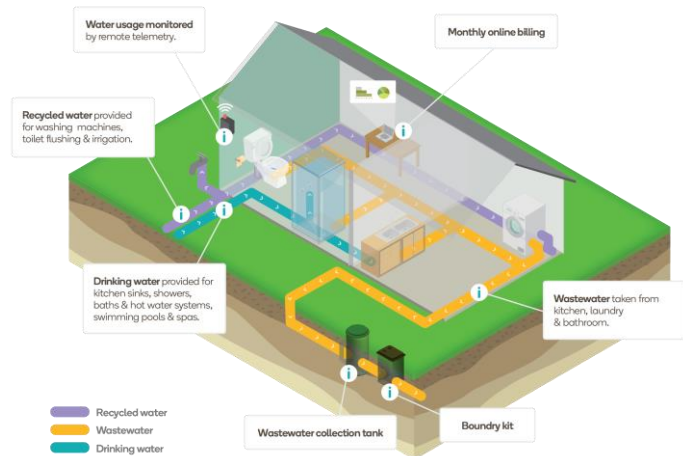 Water usage monitored
by remote telemetry.
Monthly online billing
Recycled water provided
for washing machines,
toilet flushing & irrigation.
Drinking water provided for
kitchen sinks, showers,
baths & hot water systems,
swimming pools & spas.
Wastewater taken from
kitchen, laundry
& bathroom.
Wastewater collection tank
Boundry kit
Recycled water
Wastewater
Drinking water